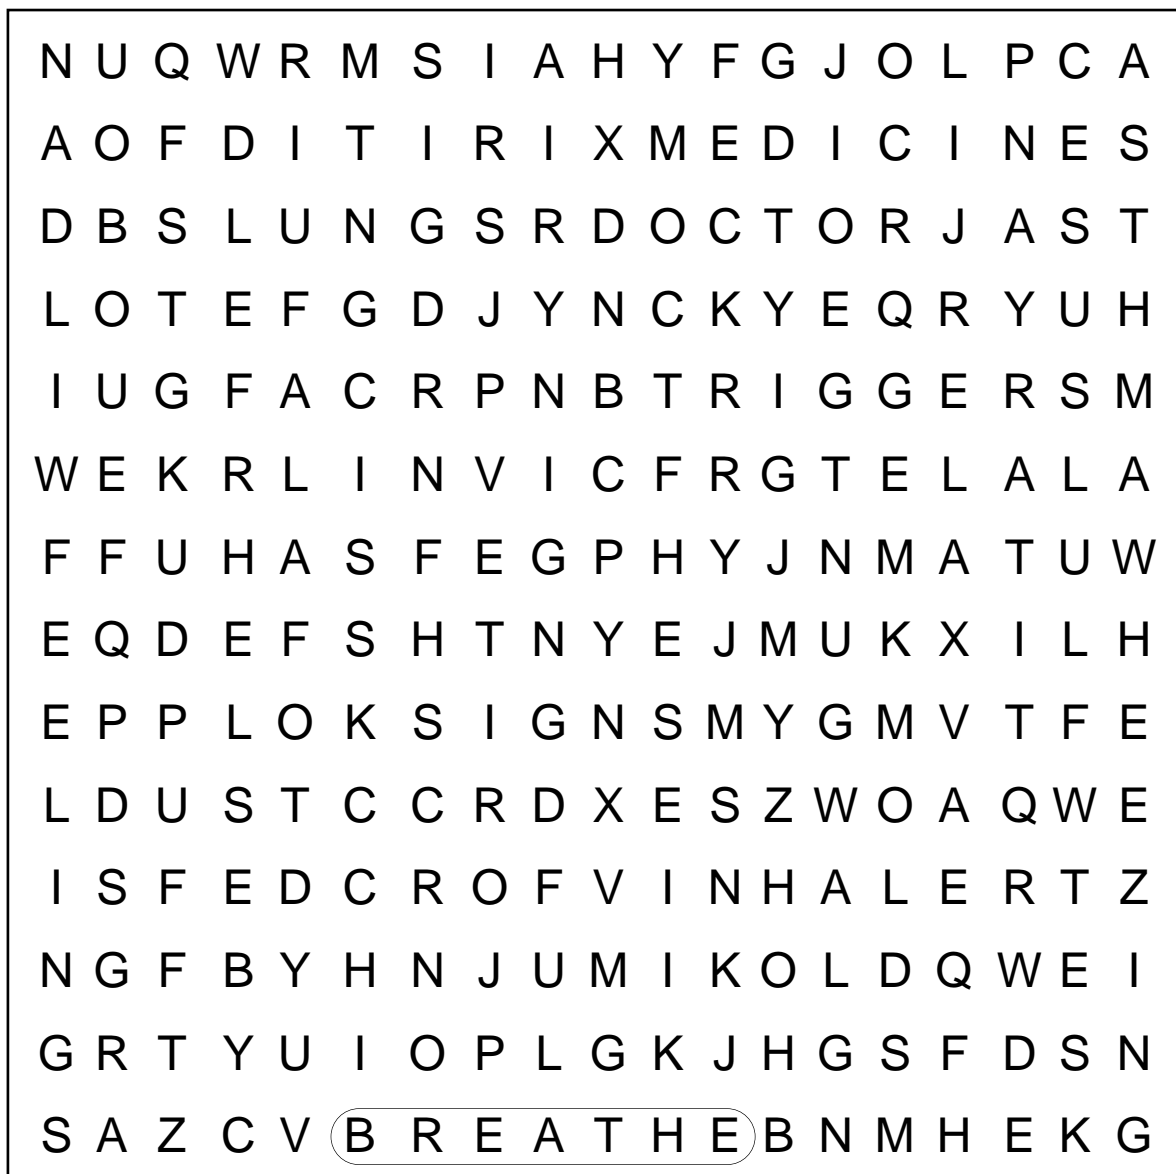 N U Q W R M S I A H Y F G J O L P C A
A O F D I T I R I X M E D I C I N E S
D B S L U N G S R D O C T O R J A S T
L O T E F G D J Y N C K Y E Q R Y U H
I U G F A C R P N B T R I G G E R S M
W E K R L I N V I C F R G T E L A L A
F F U H A S F E G P H Y J N M A T U W
E Q D E F S H T N Y E J M U K X I L H
E P P L O K S I G N S M Y G M V T F E
L D U S T C C R D X E S Z W O A Q W E
I S F E D C R O F V I N H A L E R T Z
N G F B Y H N J U M I K O L D Q W E I
G R T Y U I O P L G K J H G S F D S N
S A Z C V B R E A T H E B N M H E K G